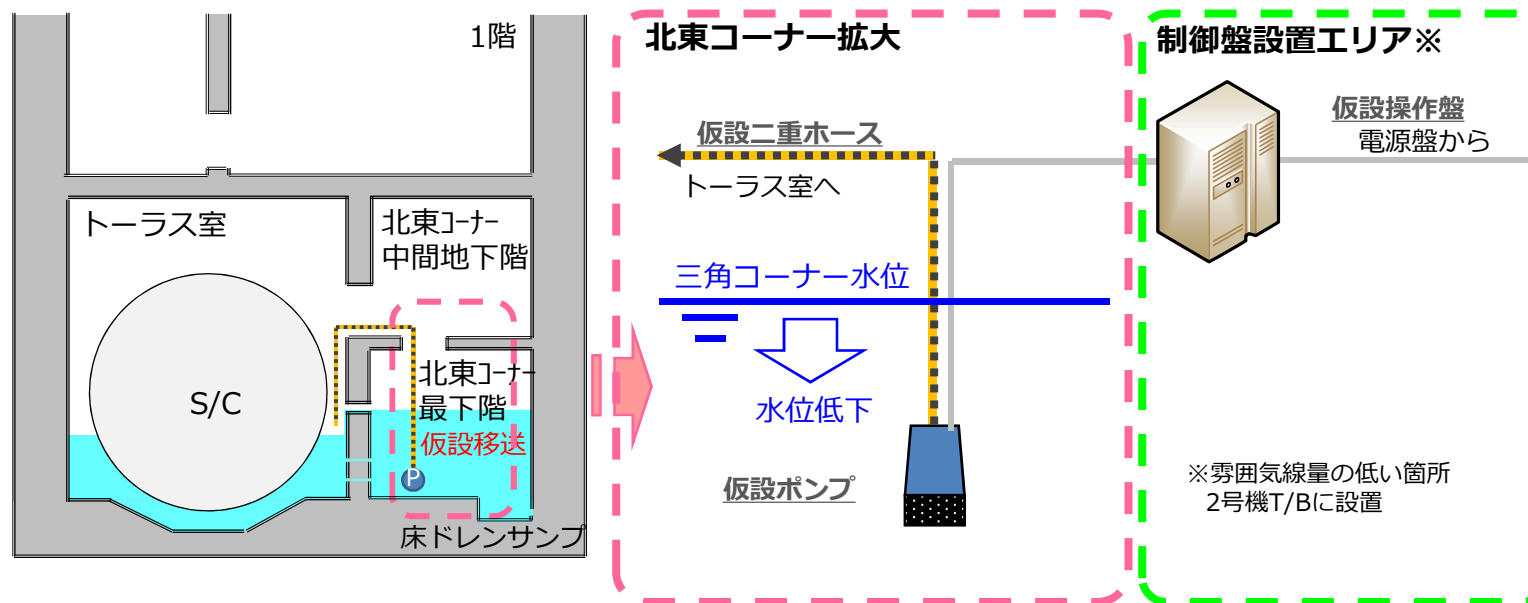 1階
トーラス室
北東コーナー
中間地下階
S/C
北東コーナー
最下階
仮設移送
P
床ドレンサンプ
北東コーナー拡大
仮設二重ホース
トーラス室へ
三角コーナー水位
水位低下
仮設ポンプ
制御盤設置エリア※
仮設操作盤
電源盤から
※雰囲気線量の低い箇所
2号機T/Bに設置